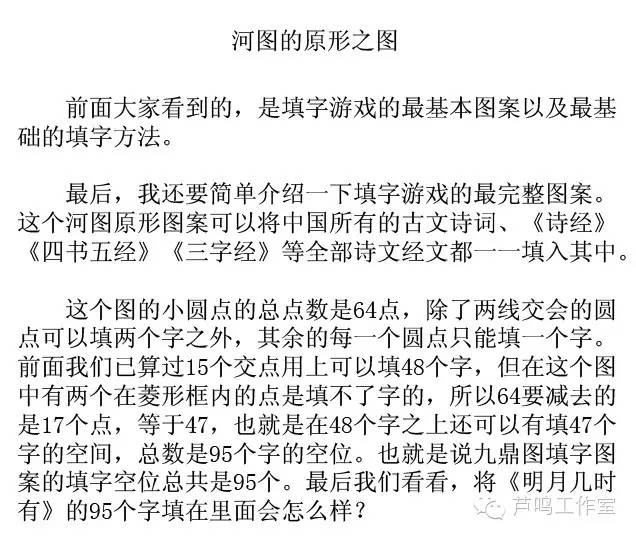 河图的原形之图
前面大家看到的，是填字游戏的最基本图案以及最基
础的填字方法。
最后，我还要简单介绍一下填字游戏的最完整图案。
这个河图原形图案可以将中国所有的古文诗词、《诗经》
《四书五经》《三字经》等全部诗文经文都一一填入其中。
这个图的小圆点的总点数是64点，除了两线交会的圆
点可以填两个字之外，其余的每一个圆点只能填一个字。
前面我们已算过15个交点用上可以填48个字，但在这个图
中有两个在菱形框内的点是填不了字的，所以64要减去的
是17个点，等于47，也就是在48个字之上还可以有填47个
字的空间，总数是95个字的空位。也就是说九鼎图填字图
案的填字空位总共是95个。最后我们看看，将《明月几时
有》的95个字填在里面会怎么样？
芦鸣工作室